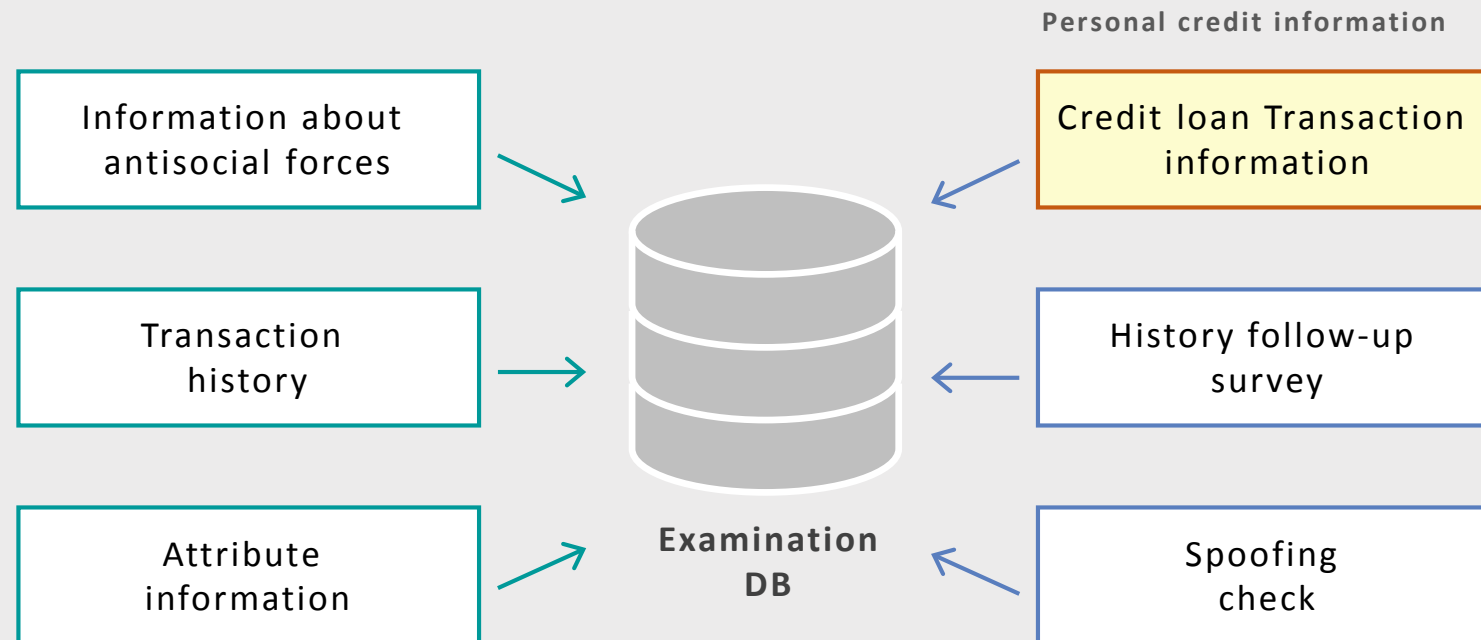 Personal credit information
Information about
antisocial forces
Credit loan Transaction
information
Transaction
history
History follow-up
survey
Examination
DB
Attribute
information
Spoofing
check